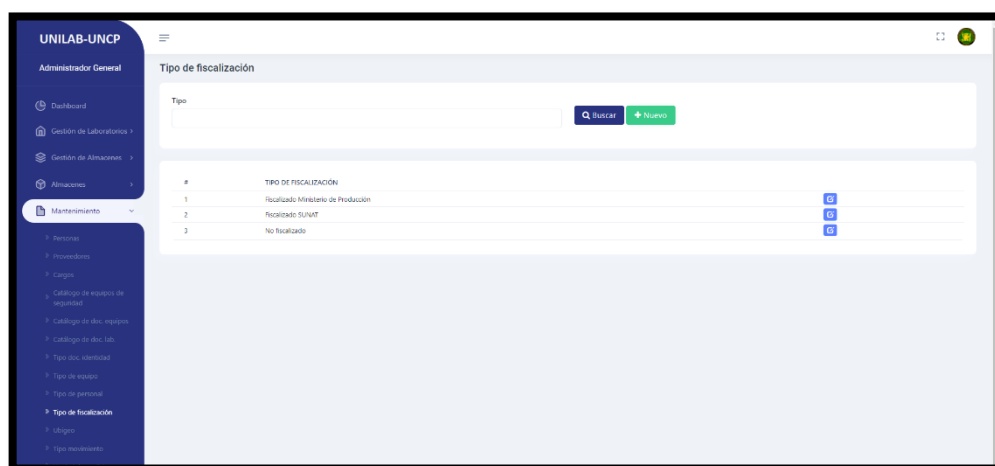 UNILAB-UNCP
Administrador General
Dashboard
Gestión de Laboratorios
Gestión de Almacenes
Almacenes
Mantenimiento
Personas
Proveedores
Cargos
Catálogo de equipos de
seguridad
Catálogo de doc. equipos
Catálogo de doc. lab
Tipo doc. identidad
Tipo de equipo
Tipo de personal
Tipo de fiscalización
Ubigeo
Tipo movimiento
Tipo de fiscalización
Tipo
Buscar
+ Nuevo
# TIPO DE FISCALIZACIÓN
1 Fiscalizado Ministerio de Producción
2 Fiscalizado SUNAT
3 No fiscalizado